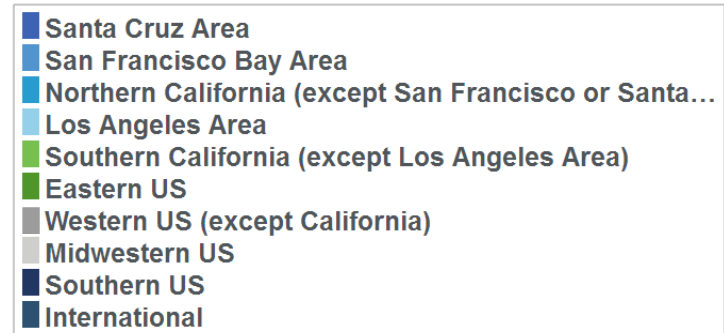 Santa Cruz Area
San Francisco Bay Area
Northern California (except San Francisco or Santa…
Los Angeles Area
Southern California (except Los Angeles Area)
Eastern US
Western US (except California)
Midwestern US
Southern US
International